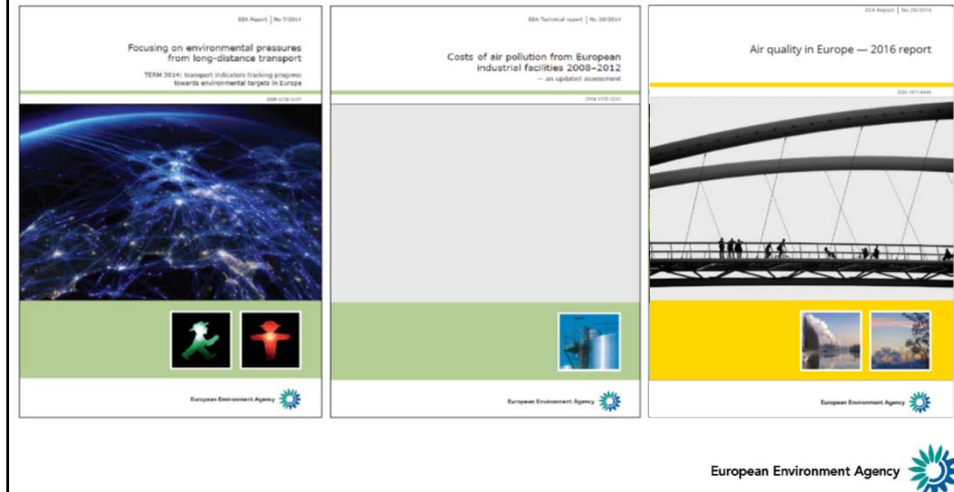 EEA Report | No 7/2014
Focusing on environmental pressures
from long-distance transport
TERM 2014: transport indicators tracking progress
towards environmental targets in Europe
European Environment Agency
EEA Technical report | No 20/2014
Costs of air pollution from European
industrial facilities 2008–2012
— an updated assessment
European Environment Agency
EEA Report | No 28/2016
Air quality in Europe — 2016 report
European Environment Agency
European Environment Agency